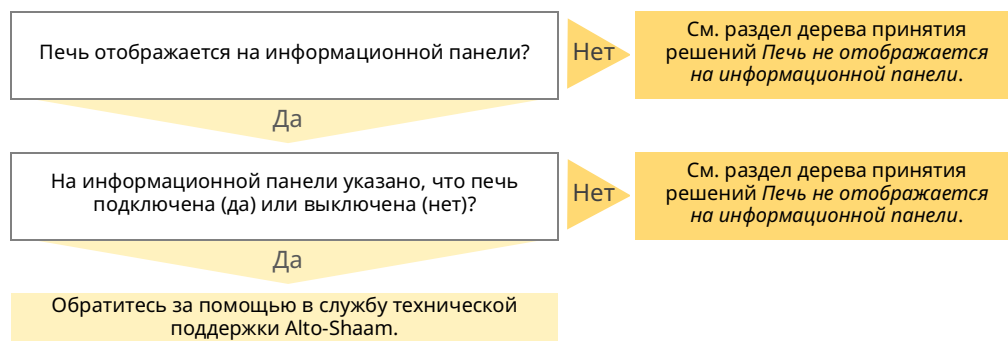 Печь отображается на информационной панели?
Нет
См. раздел дерева принятия
решений Печь не отображается
на информационной панели.
Да
На информационной панели указано, что печь
подключена (да) или выключена (нет)?
Нет
См. раздел дерева принятия
решений Печь не отображается
на информационной панели.
Да
Обратитесь за помощью в службу технической
поддержки Alto-Shaam.